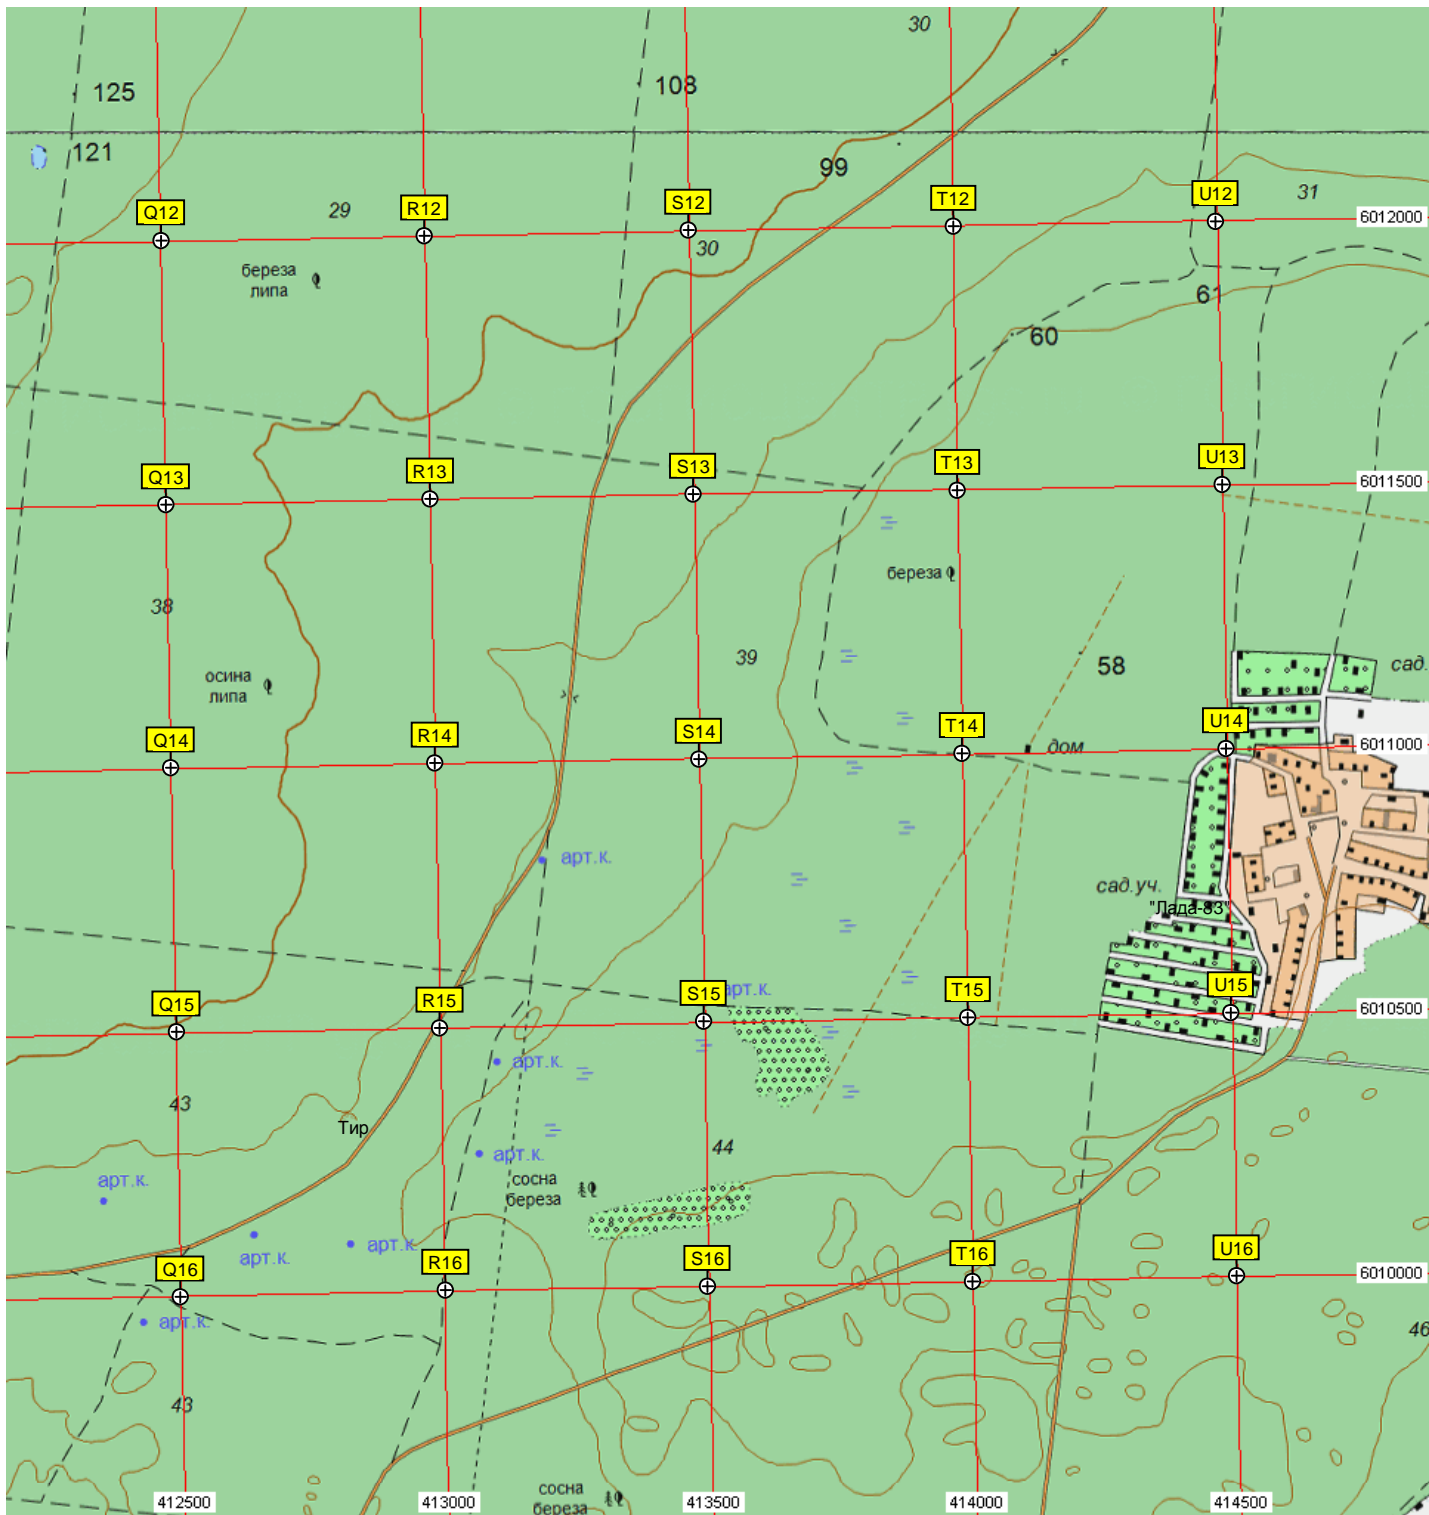 30
125
108
121
99
Q12
29
R12
S12
T12
U12
31
6012000
30
береза
липа
61
60
Q13
R13
S13
T13
U13
6011500
береза
38
39
58
сад.
осина
липа
Q14
R14
S14
T14
дом
U14
6011000
арт.к.
сад.уч.
"Лада-83"
Q15
R15
S15
арт.к.
T15
U15
6010500
арт.к.
43
Тир
44
арт.к.
арт.к.
сосна
береза
арт.к.
арт.к.
Q16
R16
S16
T16
U16
6010000
арт.к.
46
43
сосна
береза
412500
413000
413500
414000
414500